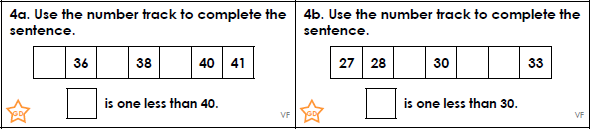 4a. Use the number track to complete the
sentence.
36 38 40 41
is one less than 40.
GD
VF
4b. Use the number track to complete the
sentence.
27 28 30 33
is one less than 30.
GD
VF